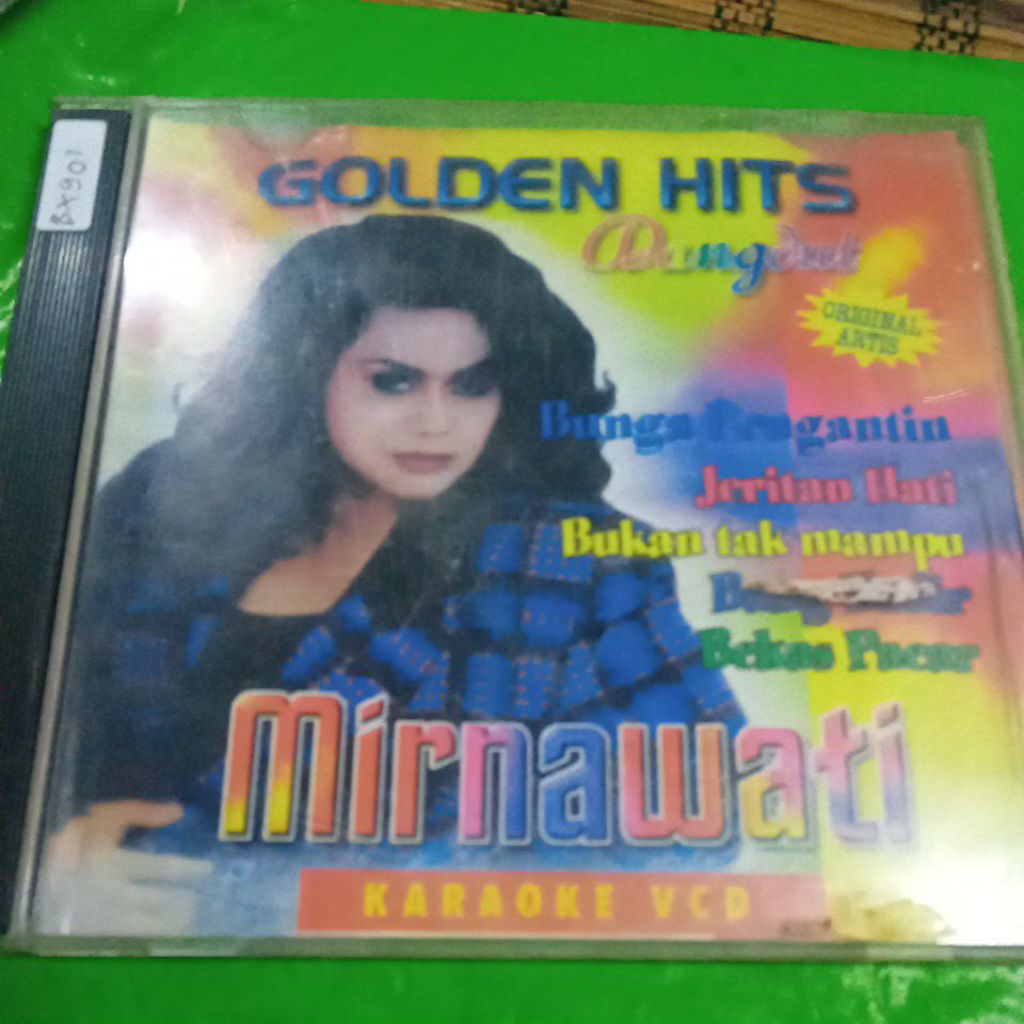 BX901
GOLDEN HITS
Dangdut
ORIGINAL
ARTIS
Bunga Pengantin
Jeritan Hati
Bukan tak mampu
Bekas Pacar
Mirnawati
KARAOKE VCD